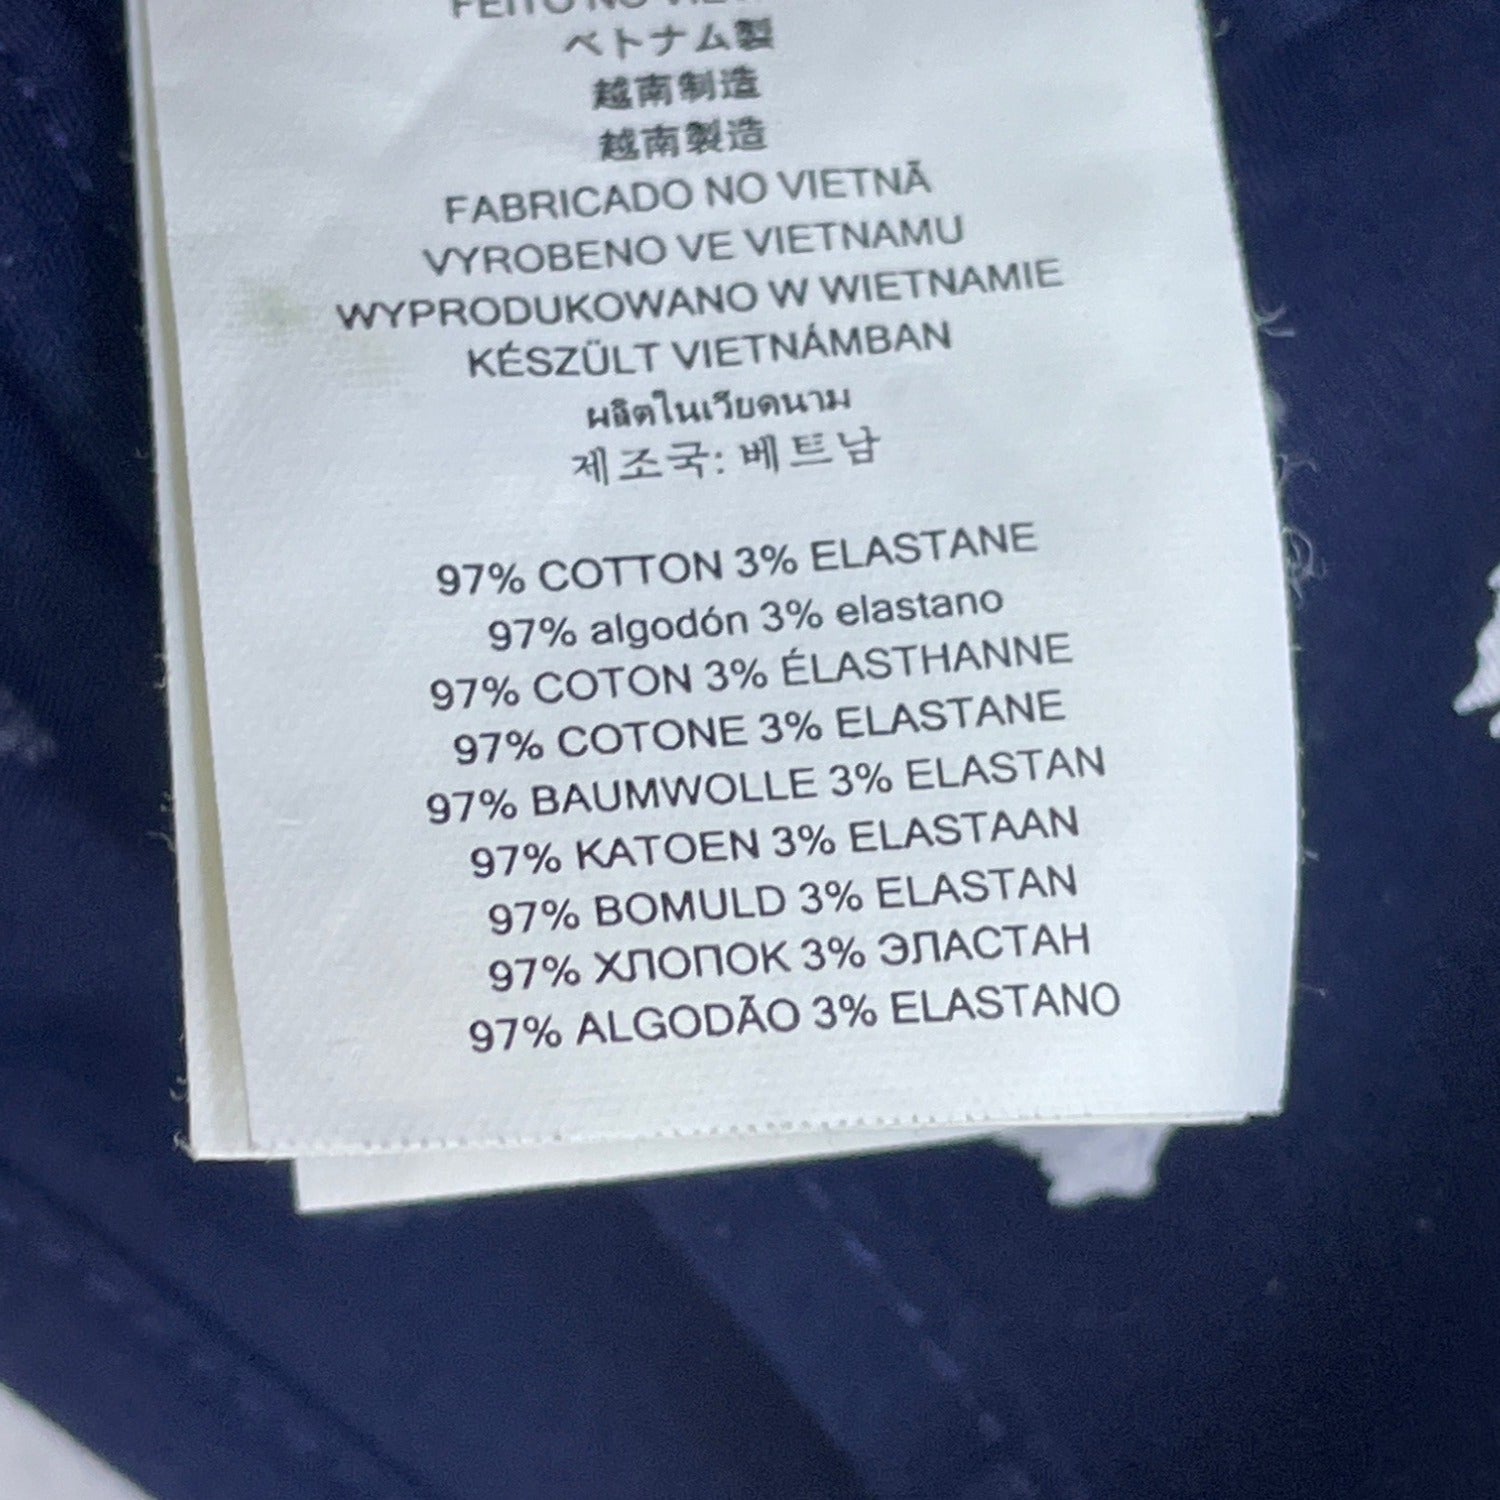 FEITO NO VIETNÃ
ベトナム製
越南制造
越南製造
FABRICADO NO VIETNÃ
VYROBENO VE VIETNAMU
WYPRODUKOWANO W WIETNAMIE
KÉSZÜLT VIETNÁMBAN
ผลิตในเวียดนาม
제조국: 베트남
97% COTTON 3% ELASTANE
97% algodón 3% elastano
97% COTON 3% ÉLASTHANNE
97% COTONE 3% ELASTANE
97% BAUMWOLLE 3% ELASTAN
97% KATOEN 3% ELASTAAN
97% BOMULD 3% ELASTAN
97% ХЛОПОК 3% ЭЛАСТАН
97% ALGODÃO 3% ELASTANO